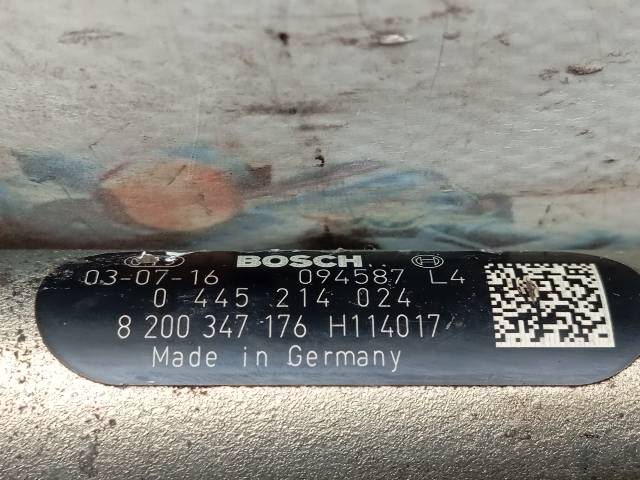 BOSCH
03-07-16 094587 L4
0 445 214 024
8 200 347 176 H114017
Made in Germany